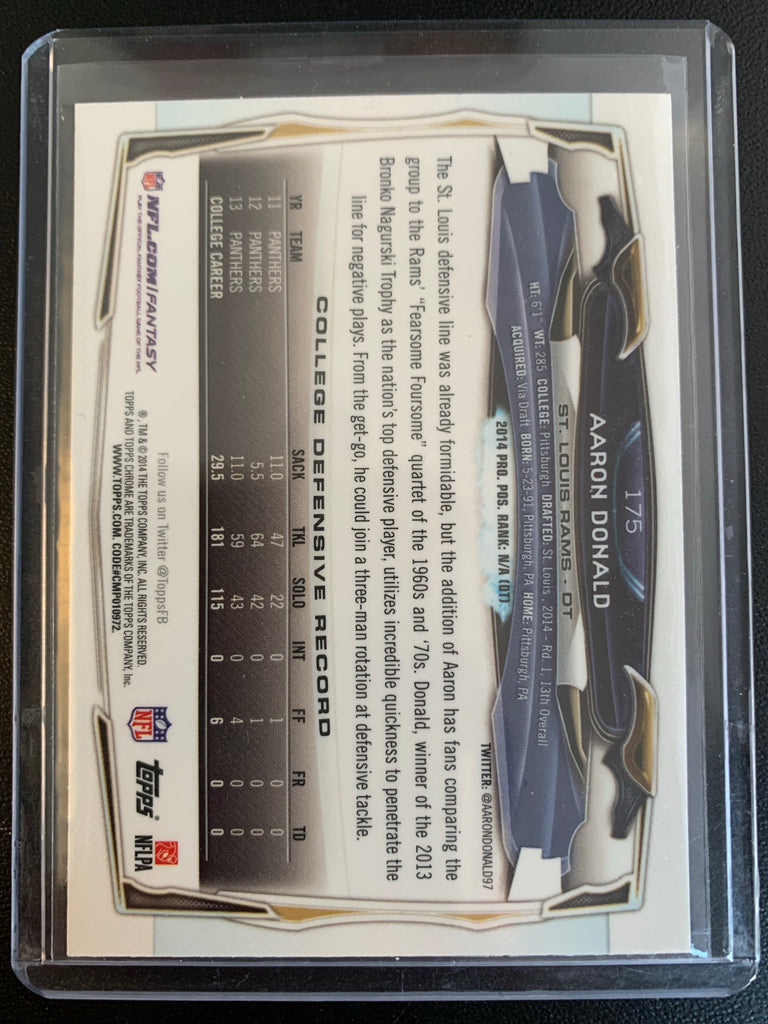 175
AARON DONALD
ST. LOUIS RAMS • DT
HT: 6'1" WT: 285 COLLEGE: Pittsburgh DRAFTED: St. Louis, 2014 - Rd. 1, 13th Overall
ACQUIRED: Via Draft BORN: 5-23-91, Pittsburgh, PA HOME: Pittsburgh, PA
2014 PRO. POS. RANK: N/A (DT)
TWITTER: @AARONDONALD97
The St. Louis defensive line was already formidable, but the addition of Aaron has fans comparing the
group to the Rams' "Fearsome Foursome" quartet of the 1960s and '70s. Donald, winner of the 2013
Bronko Nagurski Trophy as the nation's top defensive player, utilizes incredible quickness to penetrate the
line for negative plays. From the get-go, he could join a three-man rotation at defensive tackle.
COLLEGE DEFENSIVE RECORD
YR TEAM SACK TKL SOLO INT FF FR TD
11 PANTHERS 11.0 47 22 0 1 0 0
12 PANTHERS 5.5 64 42 0 1 0 0
13 PANTHERS 11.0 59 43 0 4 0 0
COLLEGE CAREER 29.5 181 115 0 6 0 0
NFL.COM/FANTASY
PLAY THE OFFICIAL FANTASY FOOTBALL GAME OF THE NFL
Follow us on Twitter @ToppsFB
®, TM & © 2014 THE TOPPS COMPANY, INC. ALL RIGHTS RESERVED.
TOPPS AND TOPPS CHROME ARE TRADEMARKS OF THE TOPPS COMPANY, Inc.
WWW.TOPPS.COM. CODE#CMP010972.
NFL
topps®
NFLPA